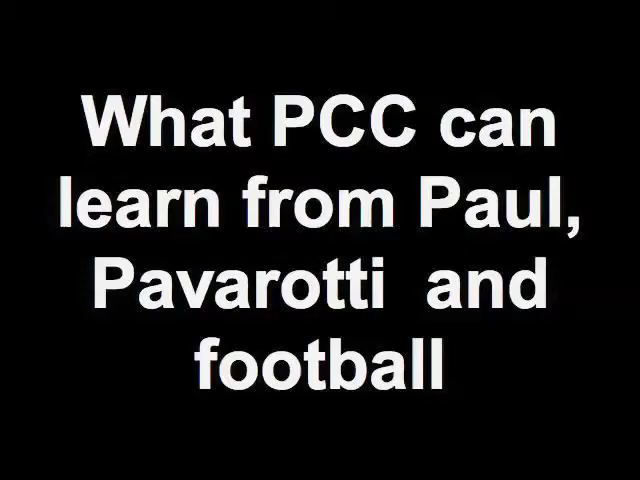 What PCC can
learn from Paul,
Pavarotti  and
football